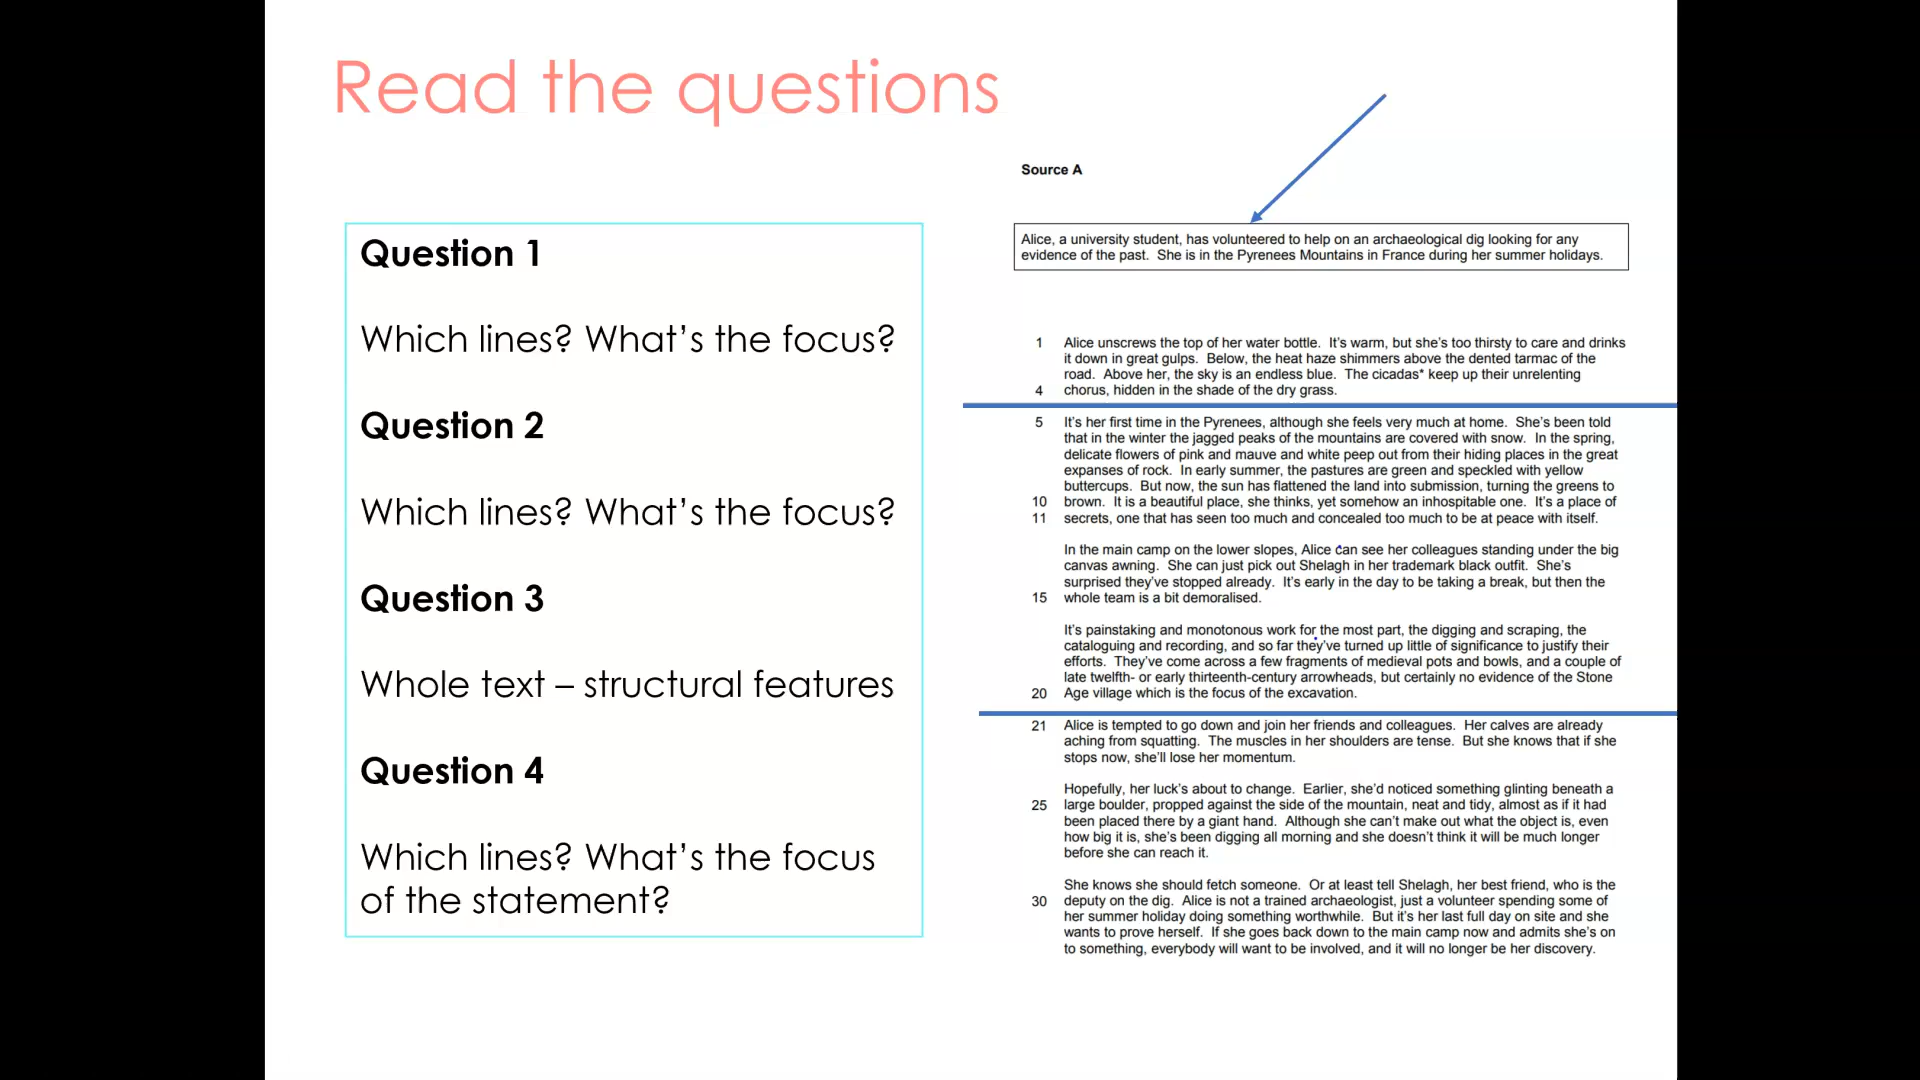 Read the questions
Question 1
Which lines? What's the focus?
Question 2
Which lines? What's the focus?
Question 3
Whole text – structural features
Question 4
Which lines? What's the focus
of the statement?
Source A
Alice, a university student, has volunteered to help on an archaeological dig looking for any
evidence of the past. She is in the Pyrenees Mountains in France during her summer holidays.
1 Alice unscrews the top of her water bottle. It's warm, but she's too thirsty to care and drinks
it down in great gulps. Below, the heat haze shimmers above the dented tarmac of the
road. Above her, the sky is an endless blue. The cicadas* keep up their unrelenting
4 chorus, hidden in the shade of the dry grass.
5 It's her first time in the Pyrenees, although she feels very much at home. She's been told
that in the winter the jagged peaks of the mountains are covered with snow. In the spring,
delicate flowers of pink and mauve and white peep out from their hiding places in the great
expanses of rock. In early summer, the pastures are green and speckled with yellow
buttercups. But now, the sun has flattened the land into submission, turning the greens to
10 brown. It is a beautiful place, she thinks, yet somehow an inhospitable one. It's a place of
11 secrets, one that has seen too much and concealed too much to be at peace with itself.
In the main camp on the lower slopes, Alice can see her colleagues standing under the big
canvas awning. She can just pick out Shelagh in her trademark black outfit. She's
surprised they've stopped already. It's early in the day to be taking a break, but then the
15 whole team is a bit demoralised.
It's painstaking and monotonous work for the most part, the digging and scraping, the
cataloguing and recording, and so far they've turned up little of significance to justify their
efforts. They've come across a few fragments of medieval pots and bowls, and a couple of
late twelfth- or early thirteenth-century arrowheads, but certainly no evidence of the Stone
20 Age village which is the focus of the excavation.
21 Alice is tempted to go down and join her friends and colleagues. Her calves are already
aching from squatting. The muscles in her shoulders are tense. But she knows that if she
stops now, she'll lose her momentum.
Hopefully, her luck's about to change. Earlier, she'd noticed something glinting beneath a
25 large boulder, propped against the side of the mountain, neat and tidy, almost as if it had
been placed there by a giant hand. Although she can't make out what the object is, even
how big it is, she's been digging all morning and she doesn't think it will be much longer
before she can reach it.
She knows she should fetch someone. Or at least tell Shelagh, her best friend, who is the
30 deputy on the dig. Alice is not a trained archaeologist, just a volunteer spending some of
her summer holiday doing something worthwhile. But it's her last full day on site and she
wants to prove herself. If she goes back down to the main camp now and admits she's on
to something, everybody will want to be involved, and it will no longer be her discovery.